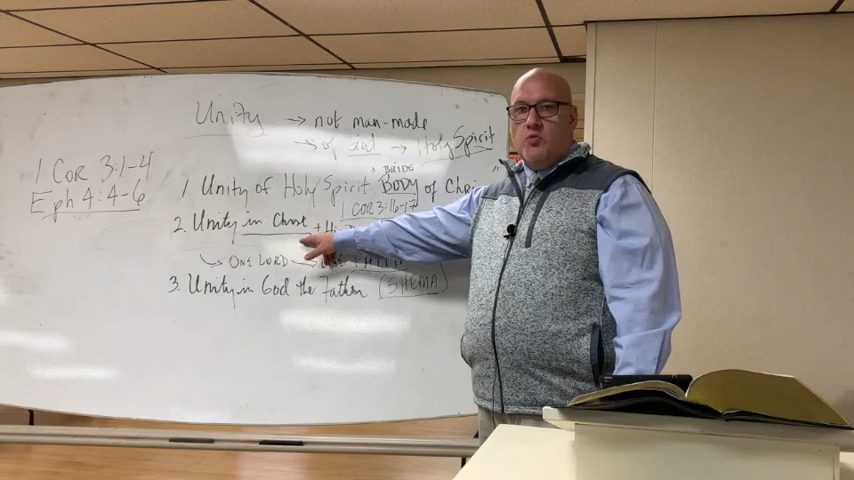 Unity → not man-made
→ of God → Holy Spirit
1 Cor 3:1-4
Eph 4:4-6
"BRIDE
1 Unity of Holy Spirit BODY of Chri "
1 COR 3:16-17
2. Unity in Christ +
ONE LORD → FAITH
3. Unity in God the Father (SHEMA)